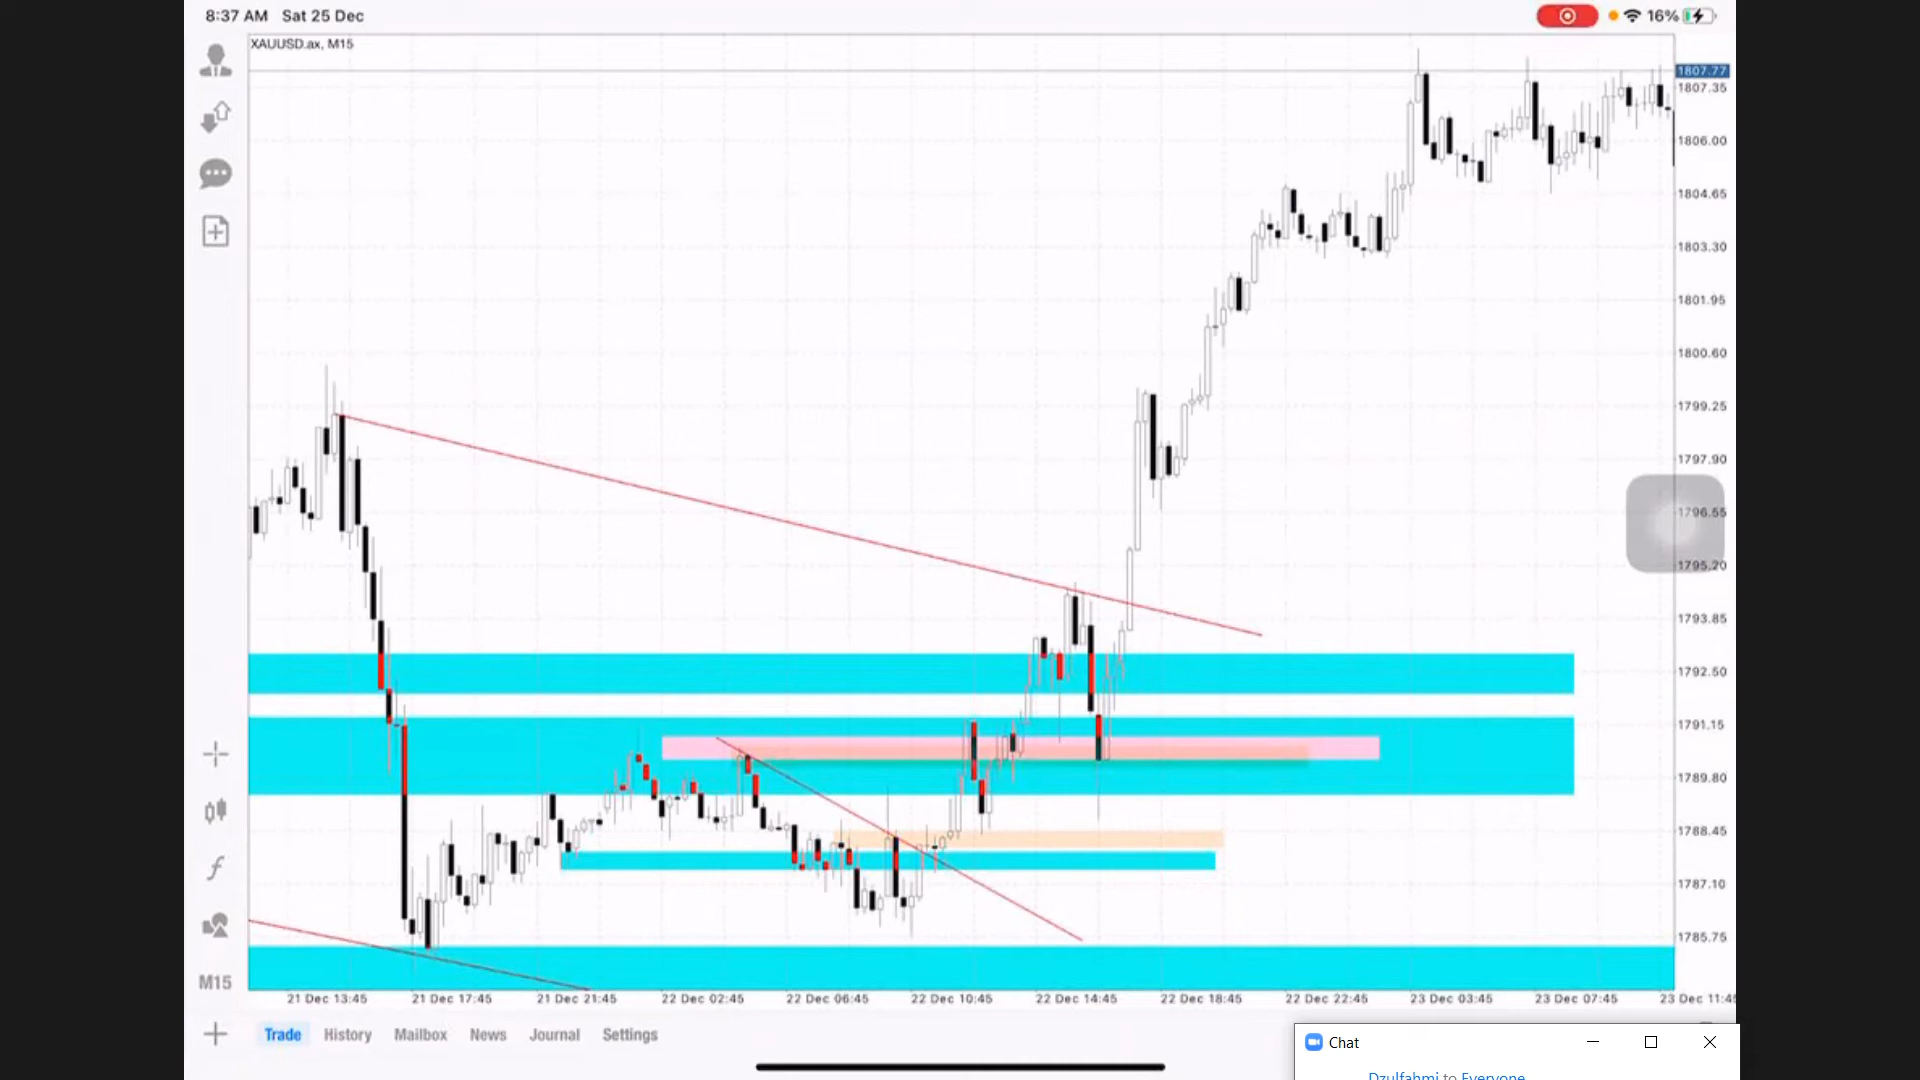 8:37 AM Sat 25 Dec
16%
XAUUSD.ax, M15
1807.77
1807.35
1806.00
1804.65
1803.30
1801.95
1800.60
1799.25
1797.90
1796.55
1795.20
1793.85
1792.50
1791.15
1789.80
1788.45
1787.10
1785.75
f
M15
21 Dec 13:45 21 Dec 17:45 21 Dec 21:45 22 Dec 02:45 22 Dec 06:45 22 Dec 10:45 22 Dec 14:45 22 Dec 18:45 22 Dec 22:45 23 Dec 03:45 23 Dec 07:45 23 Dec 11:45
Trade History Mailbox News Journal Settings
Chat
Dzulfahmi to Everyone